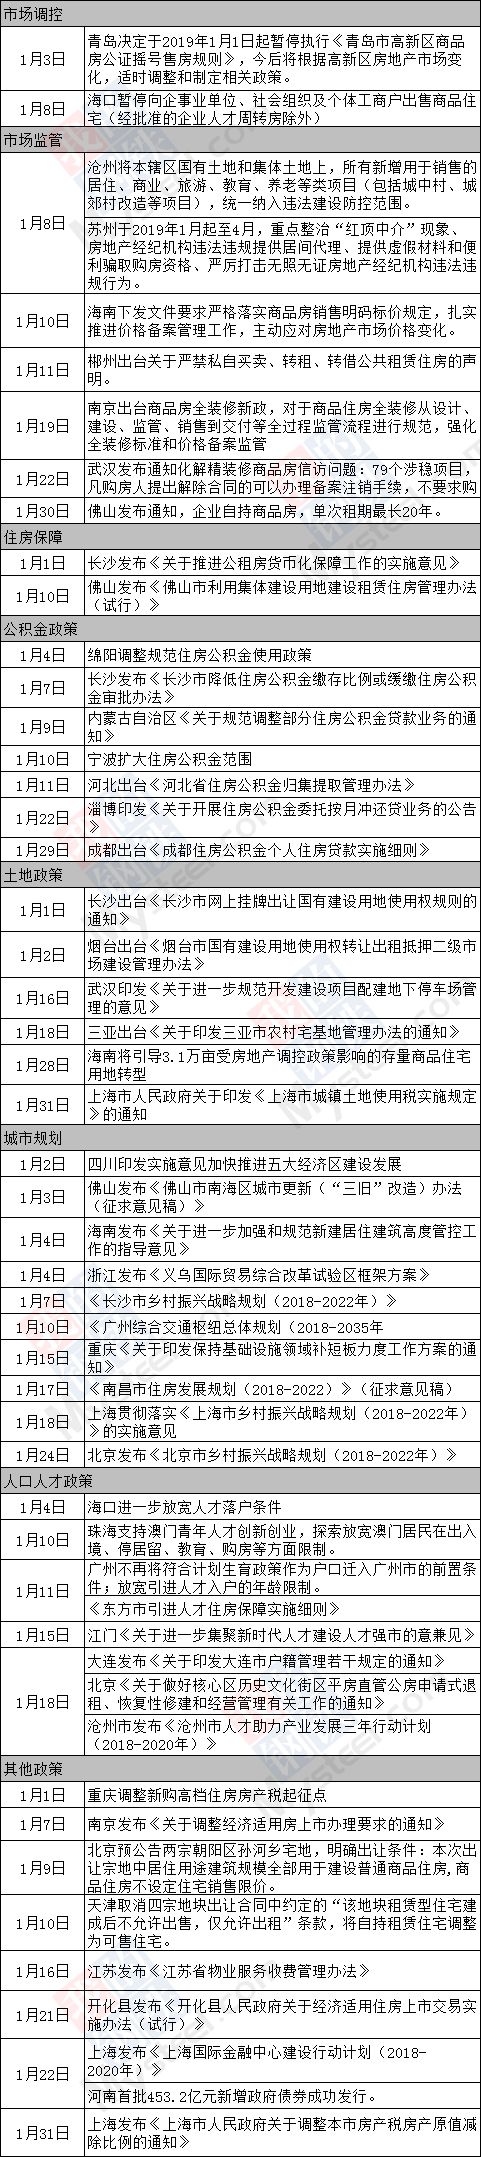 市场调控
1月3日
青岛决定于2019年1月1日起暂停执行《青岛市高新区商品
房公证摇号售房规则》，今后将根据高新区房地产市场变
化，适时调整和制定相关政策。
1月8日
海口暂停向企事业单位、社会组织及个体工商户出售商品住
宅（经批准的企业人才周转房除外）
市场监管
1月8日
沧州将本辖区国有土地和集体土地上，所有新增用于销售的
居住、商业、旅游、教育、养老等类项目（包括城中村、城
郊村改造等项目），统一纳入违法建设防控范围。
苏州于2019年1月起至4月，重点整治“红顶中介”现象、
房地产经纪机构违法违规提供居间代理、提供虚假材料和便
利骗取购房资格、严厉打击无照无证房地产经纪机构违法违
规行为。
1月10日
海南下发文件要求严格落实商品房销售明码标价规定，扎实
推进价格备案管理工作，主动应对房地产市场价格变化。
1月11日
郴州出台关于严禁私自买卖、转租、转借公共租赁住房的声
明。
1月19日
南京出台商品房全装修新政，对于商品住房全装修从设计、
建设、监管、销售到交付等全过程监管流程进行规范，强化
全装修标准和价格备案监管
1月22日
武汉发布通知化解精装修商品房信访问题：79个涉稳项目，
凡购房人提出解除合同的可以办理备案注销手续，不要求购
1月30日
佛山发布通知，企业自持商品房，单次租期最长20年。
住房保障
1月1日
长沙发布《关于推进公租房货币化保障工作的实施意见》
1月10日
佛山发布《佛山市利用集体建设用地建设租赁住房管理办法
（试行）》
公积金政策
1月4日
绵阳调整规范住房公积金使用政策
1月7日
长沙发布《长沙市降低住房公积金缴存比例或缓缴住房公积
金审批办法》
1月9日
内蒙古自治区《关于规范调整部分住房公积金贷款业务的通
知》
1月10日
宁波扩大住房公积金范围
1月11日
河北出台《河北省住房公积金归集提取管理办法》
1月22日
淄博印发《关于开展住房公积金委托按月冲还贷业务的公告
》
1月29日
成都出台《成都住房公积金个人住房贷款实施细则》
土地政策
1月1日
长沙出台《长沙市网上挂牌出让国有建设用地使用权规则的
通知》
1月2日
烟台出台《烟台市国有建设用地使用权转让出租抵押二级市
场建设管理办法》
1月16日
武汉印发《关于进一步规范开发建设项目配建地下停车场管
理的意见》
1月18日
三亚出台《关于印发三亚市农村宅基地管理办法的通知》
1月28日
海南将引导3.1万亩受房地产调控政策影响的存量商品住宅
用地转型
1月31日
上海市人民政府关于印发《上海市城镇土地使用税实施规定
》的通知
城市规划
1月2日
四川印发实施意见加快推进五大经济区建设发展
1月3日
佛山发布《佛山市南海区城市更新（“三旧”改造）办法
（征求意见稿）》
1月4日
海南发布《关于进一步加强和规范新建居住建筑高度管控工
作的指导意见》
1月4日
浙江发布《义乌国际贸易综合改革试验区框架方案》
1月7日
《长沙市乡村振兴战略规划（2018-2022年）》
1月10日
《广州综合交通枢纽总体规划（2018-2035年
1月15日
重庆《关于印发保持基础设施领域补短板力度工作方案的通
知》
1月17日
《南昌市住房发展规划（2018-2022）》（征求意见稿）
1月18日
上海贯彻落实《上海市乡村振兴战略规划（2018-2022年）
》的实施意见
1月24日
北京发布《北京市乡村振兴战略规划（2018-2022年）》
人口人才政策
1月4日
海口进一步放宽人才落户条件
1月10日
珠海支持澳门青年人才创新创业，探索放宽澳门居民在出入
境、停居留、教育、购房等方面限制。
1月11日
广州不再将符合计划生育政策作为户口迁入广州市的前置条
件；放宽引进人才入户的年龄限制。
《东方市引进人才住房保障实施细则》
1月15日
江门《关于进一步集聚新时代人才建设人才强市的意兼见》
1月18日
大连发布《关于印发大连市户籍管理若干规定的通知》
北京《关于做好核心区历史文化街区平房直管公房申请式退
租、恢复性修建和经营管理有关工作的通知》
沧州市发布《沧州市人才助力产业发展三年行动计划
（2018-2020年）》
其他政策
1月1日
重庆调整新购高档住房房产税起征点
1月7日
南京发布《关于调整经济适用房上市办理要求的通知》
1月9日
北京预公告两宗朝阳区孙河乡宅地，明确出让条件：本次出
让宗地中居住用途建筑规模全部用于建设普通商品住房,商
品住房不设定住宅销售限价。
1月10日
天津取消四宗地块出让合同中约定的“该地块租赁型住宅建
成后不允许出售，仅允许出租”条款，将自持租赁住宅调整
为可售住宅。
1月16日
江苏发布《江苏省物业服务收费管理办法》
1月21日
开化县发布《开化县人民政府关于经济适用住房上市交易实
施办法（试行）》
1月22日
上海发布《上海国际金融中心建设行动计划（2018-
2020年）》
河南首批453.2亿元新增政府债券成功发行。
1月31日
上海发布《上海市人民政府关于调整本市房产税房产原值减
除比例的通知》